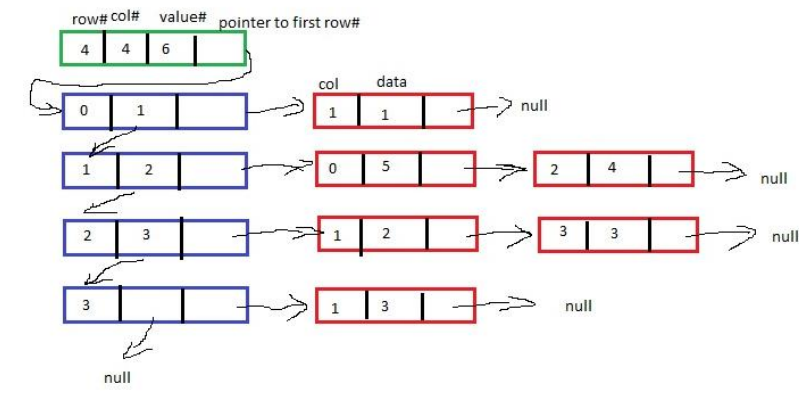 row# col# value# pointer to first row#
4 4 6
col data
0 1 1 1 null
1 2 0 5 2 4 null
2 3 1 2 3 3 null
3 1 3 null
null